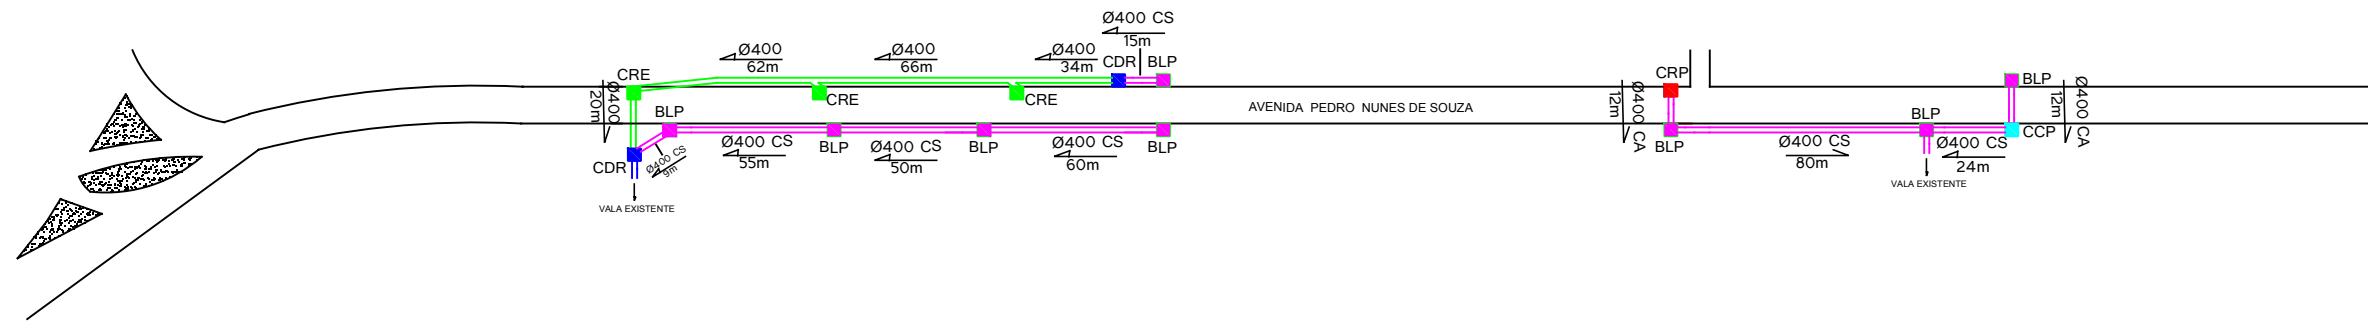 Ø400 CS
15m
Ø400
62m
Ø400
66m
Ø400
34m
CDR
BLP
CRE
Ø400
20m
CRE
CRE
BLP
AVENIDA PEDRO NUNES DE SOUZA
CRP
Ø400 CA
12m
BLP
Ø400 CA
12m
BLP
CCP
CDR
Ø400 CS
9m
Ø400 CS
55m
BLP
Ø400 CS
50m
BLP
Ø400 CS
60m
BLP
BLP
Ø400 CS
80m
Ø400 CS
24m
VALA EXISTENTE
VALA EXISTENTE